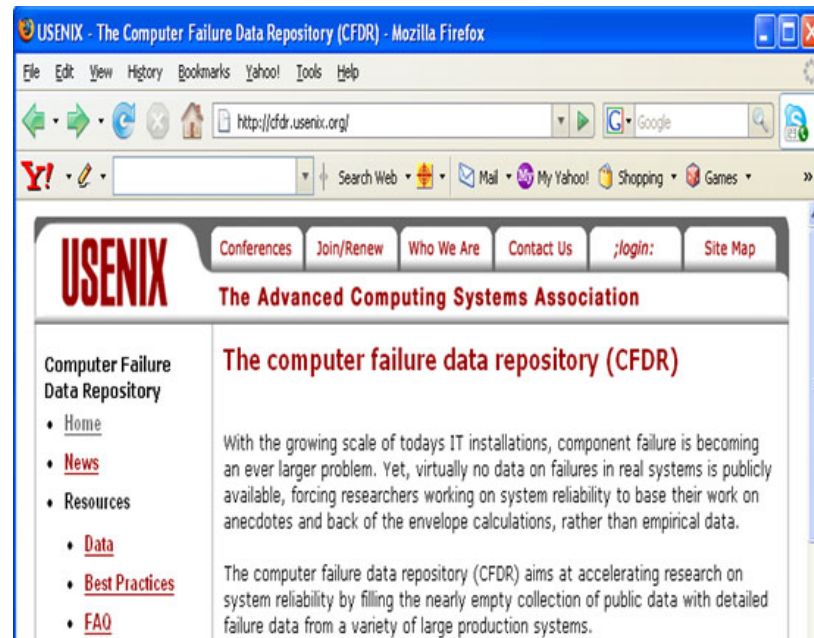 USENIX - The Computer Failure Data Repository (CFDR) - Mozilla Firefox
File Edit View History Bookmarks Yahoo! Tools Help
http://cfdr.usenix.org/ G Google
Y! Search Web Mail My My Yahoo! Shopping Games »
USENIX
Conferences Join/Renew Who We Are Contact Us ;login: Site Map
The Advanced Computing Systems Association
Computer Failure
Data Repository
• Home
• News
• Resources
• Data
• Best Practices
• FAQ
The computer failure data repository (CFDR)
With the growing scale of todays IT installations, component failure is becoming
an ever larger problem. Yet, virtually no data on failures in real systems is publicly
available, forcing researchers working on system reliability to base their work on
anecdotes and back of the envelope calculations, rather than empirical data.
The computer failure data repository (CFDR) aims at accelerating research on
system reliability by filling the nearly empty collection of public data with detailed
failure data from a variety of large production systems.